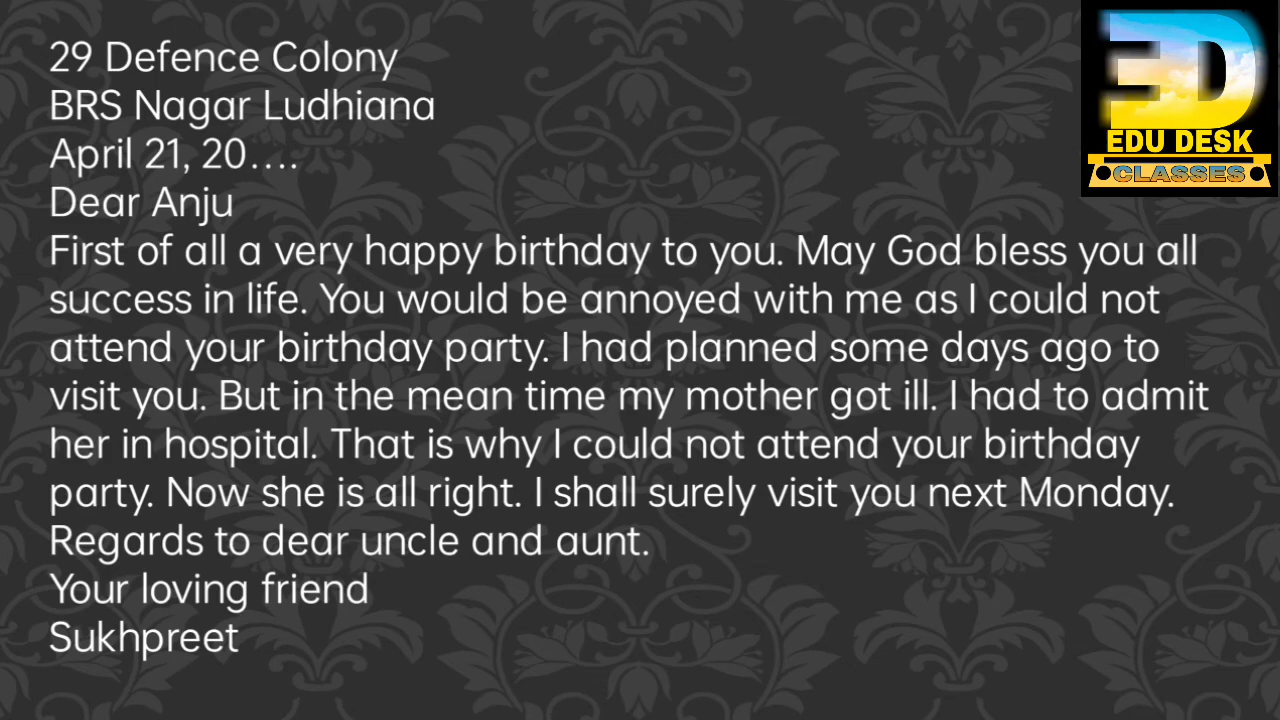 29 Defence Colony
BRS Nagar Ludhiana
April 21, 20....
Dear Anju
First of all a very happy birthday to you. May God bless you all
success in life. You would be annoyed with me as I could not
attend your birthday party. I had planned some days ago to
visit you. But in the mean time my mother got ill. I had to admit
her in hospital. That is why I could not attend your birthday
party. Now she is all right. I shall surely visit you next Monday.
Regards to dear uncle and aunt.
Your loving friend
Sukhpreet
ED
EDU DESK
CLASSES